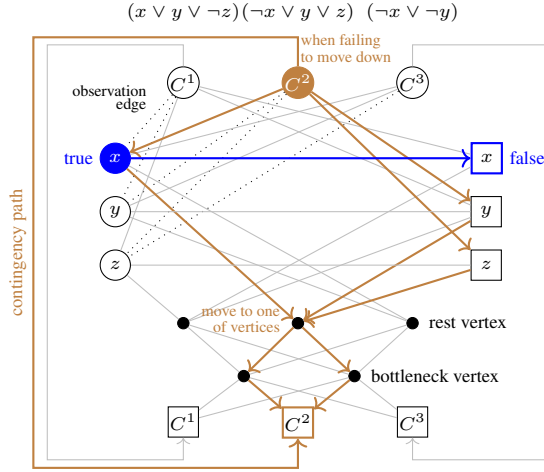 (x ∨ y ∨ ¬z)(¬x ∨ y ∨ z) (¬x ∨ ¬y)
when failing
to move down
C¹
C²
C³
observation
edge
true
x
x
false
y
y
z
z
contingency path
move to one
of vertices
rest vertex
bottleneck vertex
C¹
C²
C³